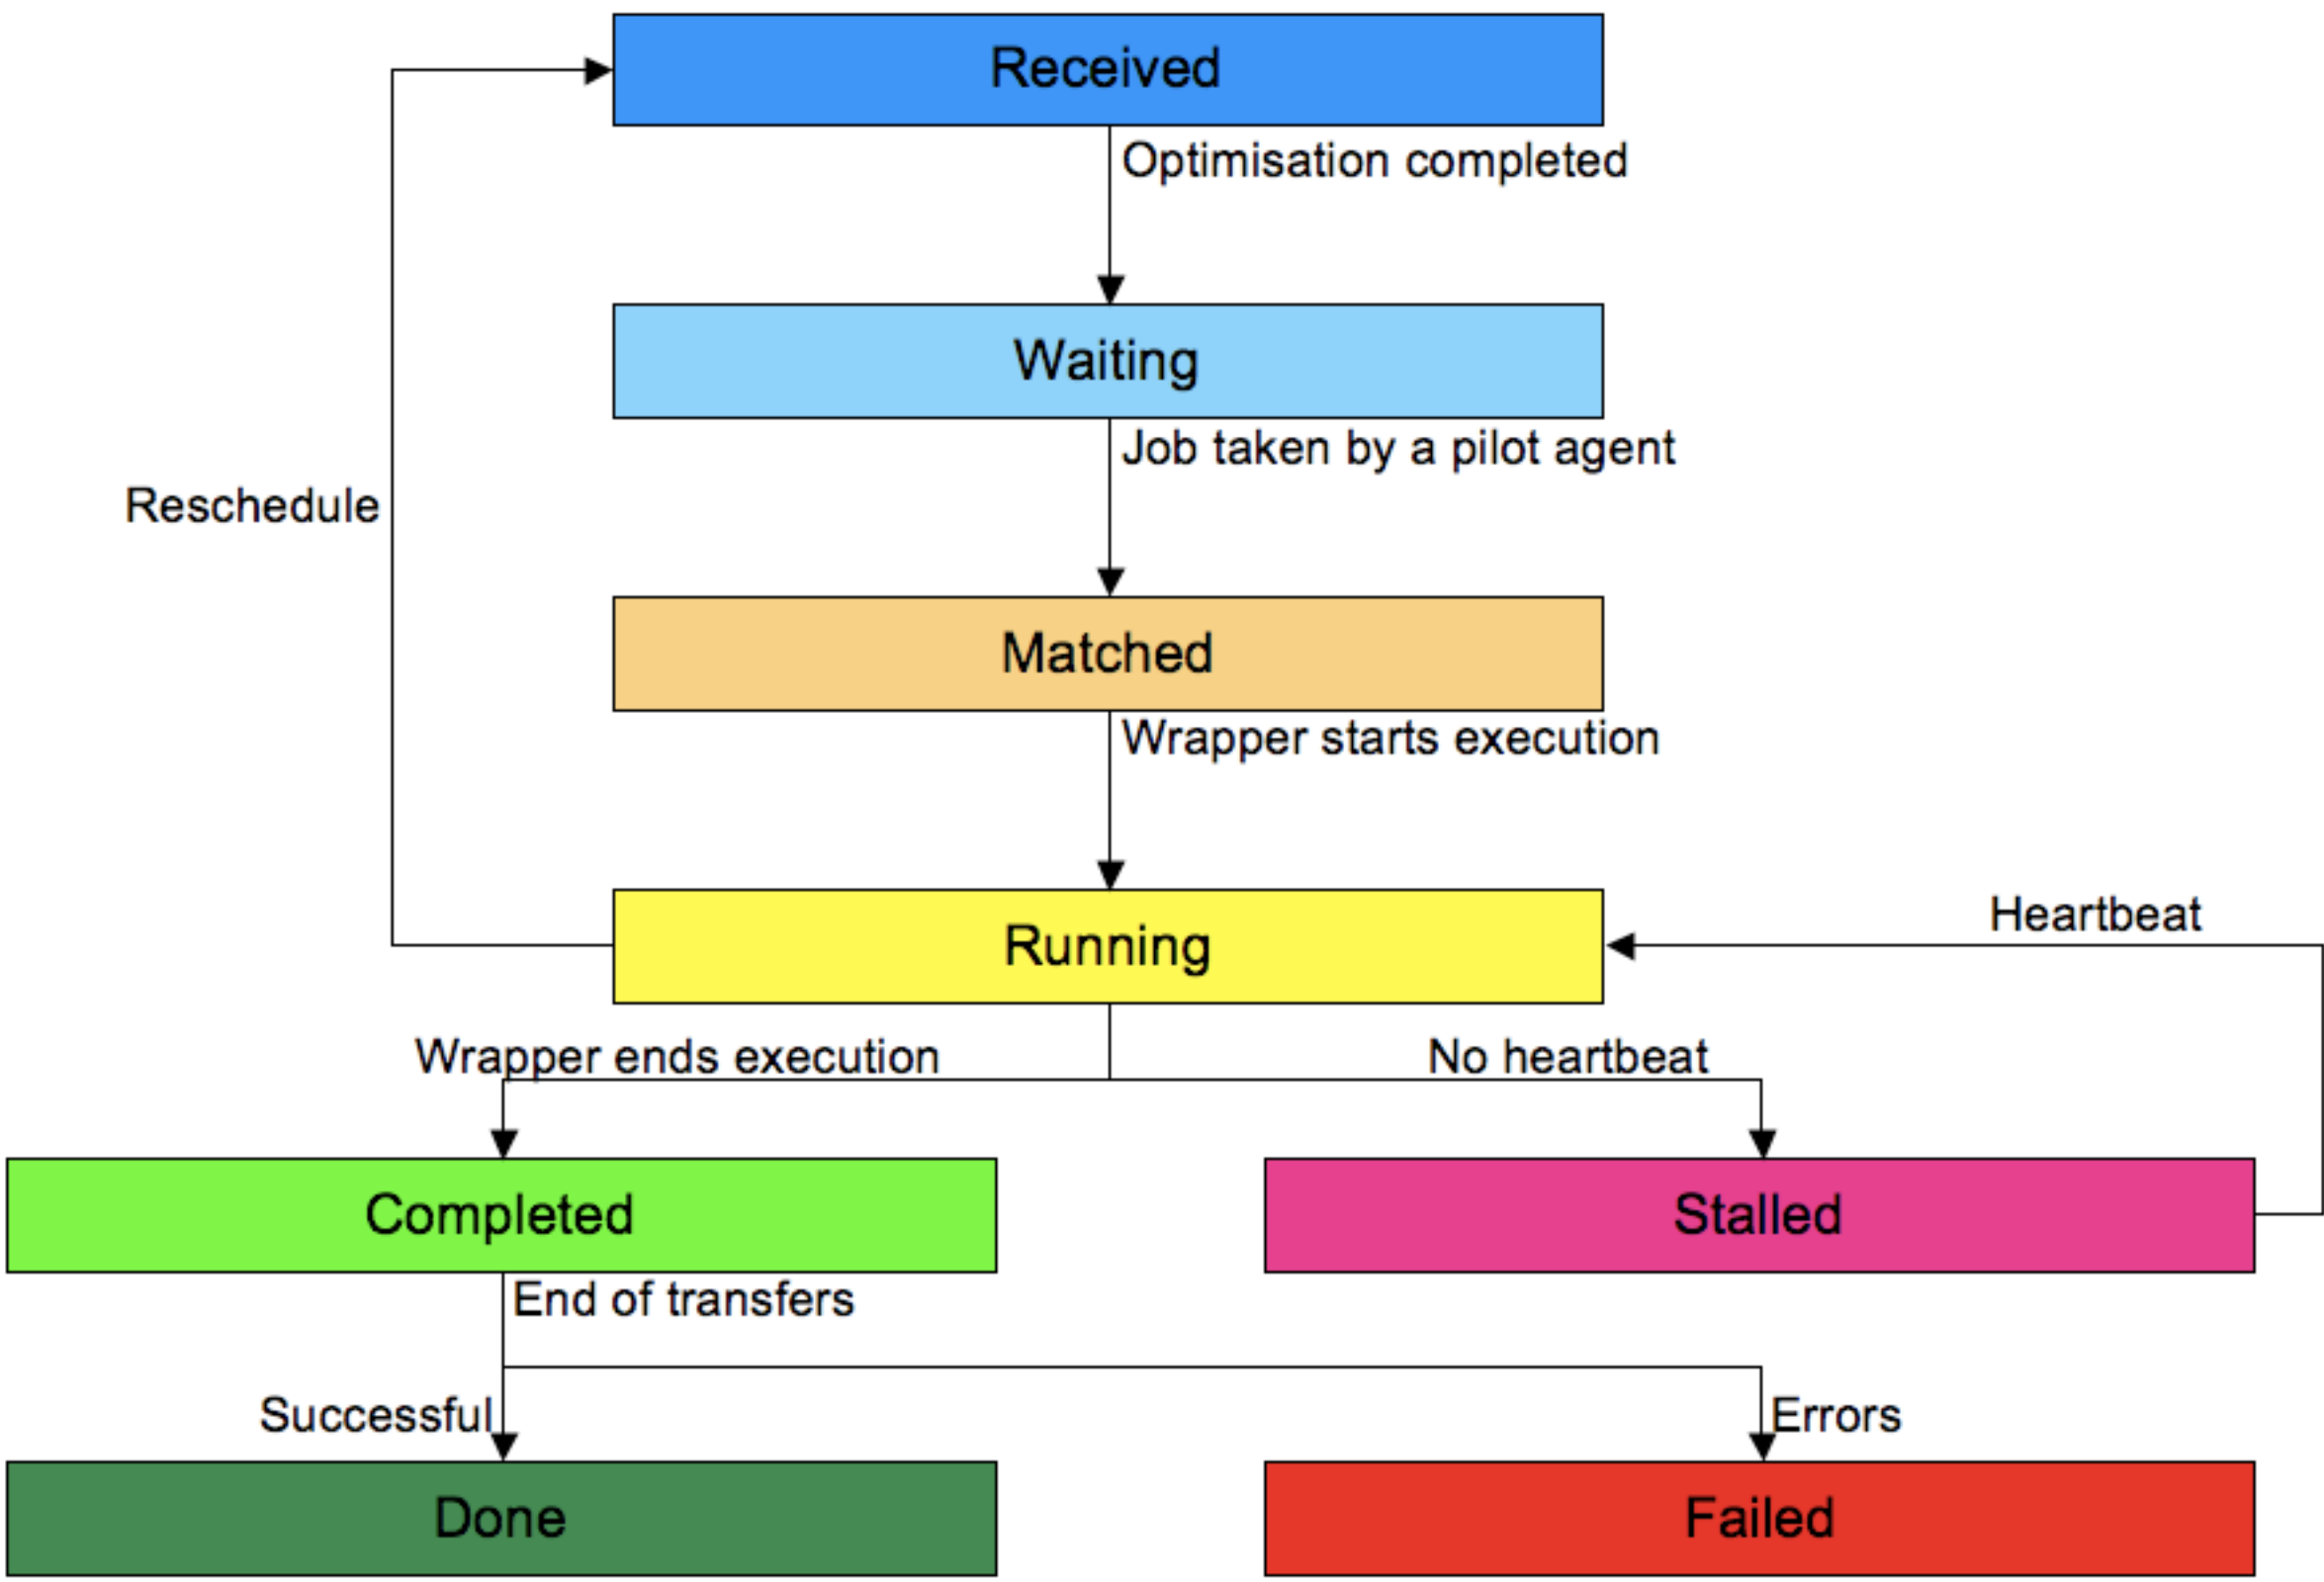 Received
Optimisation completed
Waiting
Job taken by a pilot agent
Reschedule
Matched
Wrapper starts execution
Running
Heartbeat
Wrapper ends execution
No heartbeat
Completed
Stalled
End of transfers
Successful
Errors
Done
Failed